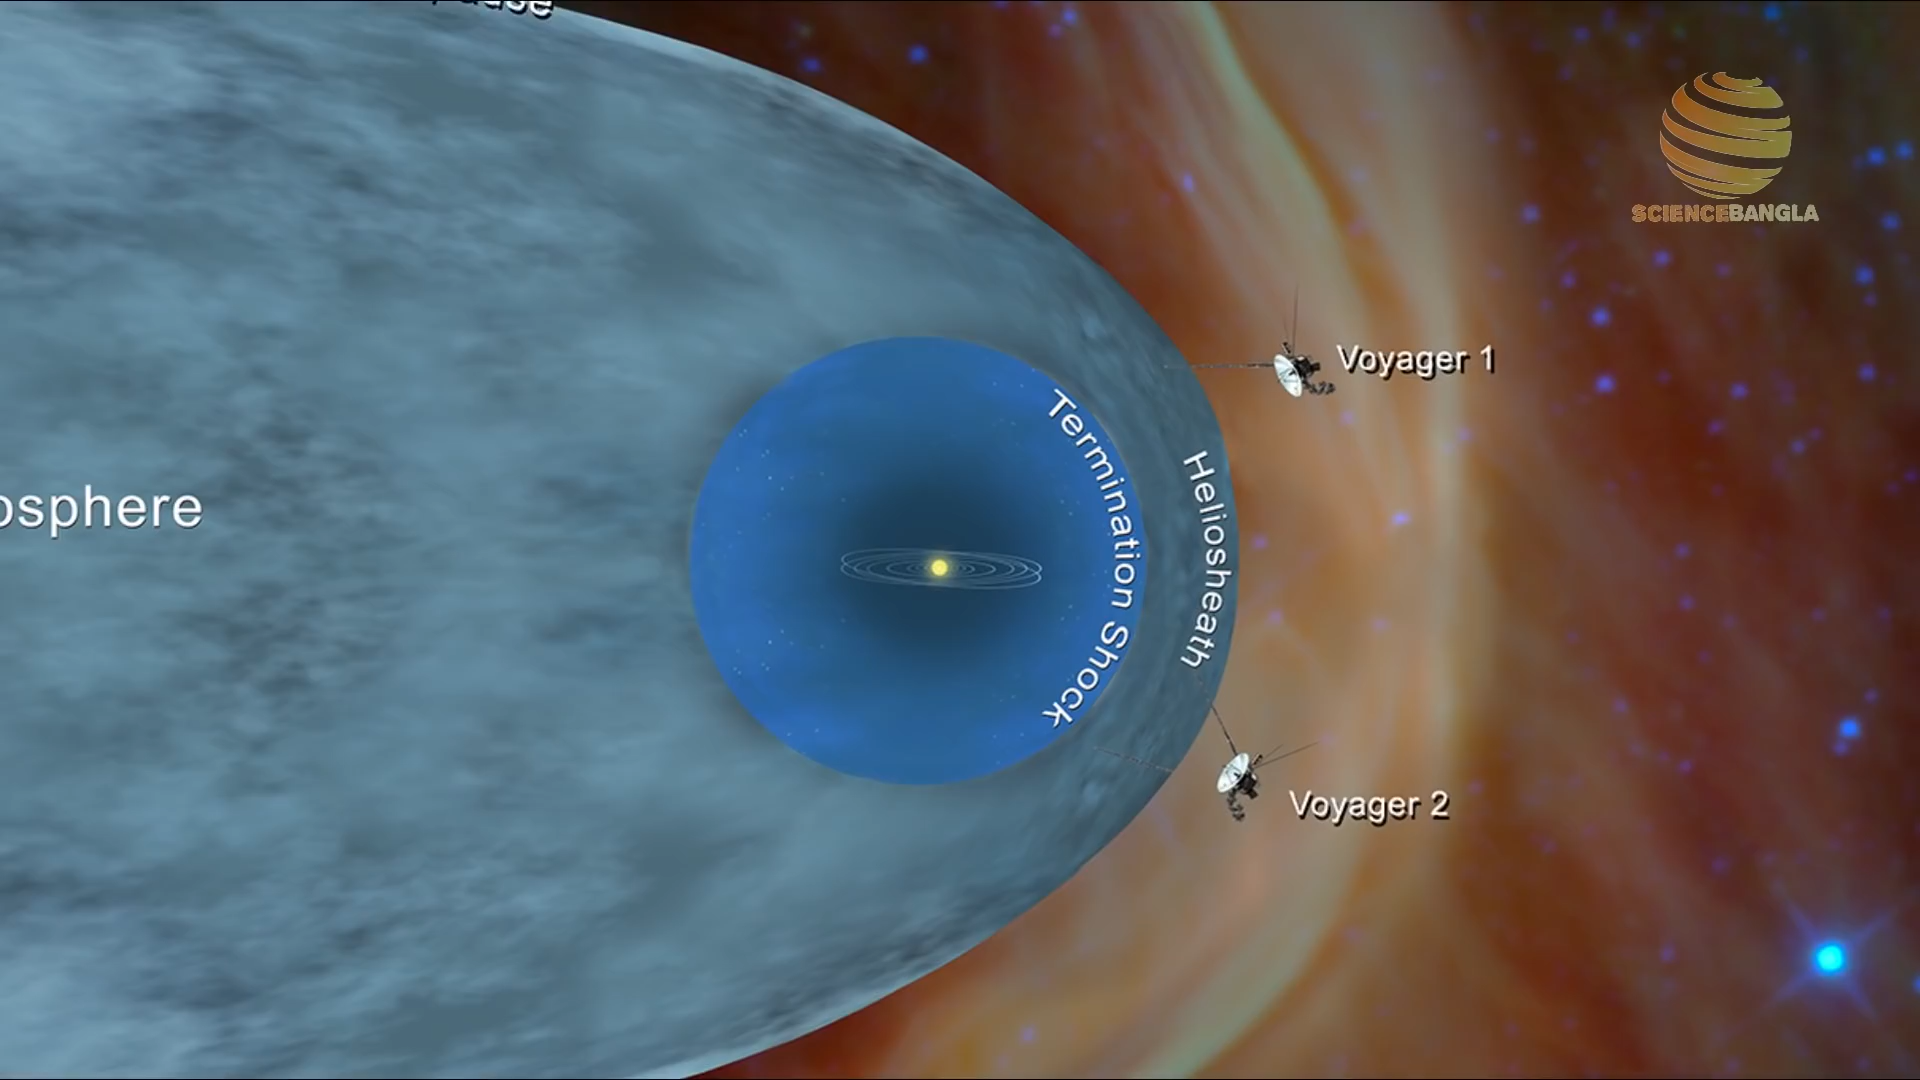 SCIENCEBANGLA
Voyager 1
Termination Shock
Heliosheath
osphere
Voyager 2